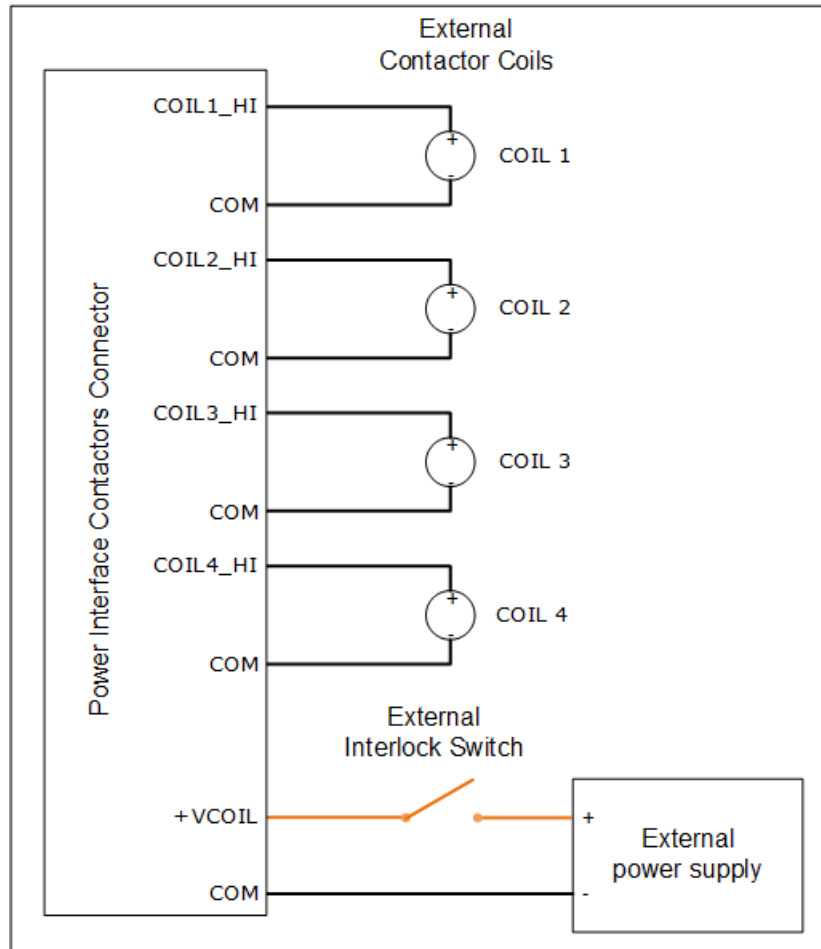 External
Contactor Coils
COIL1_HI
+
COIL 1
-
COM
COIL2_HI
+
COIL 2
-
COM
COIL3_HI
+
COIL 3
-
COM
COIL4_HI
+
COIL 4
-
COM
Power Interface Contactors Connector
External
Interlock Switch
+VCOIL
+
External
power supply
COM
-